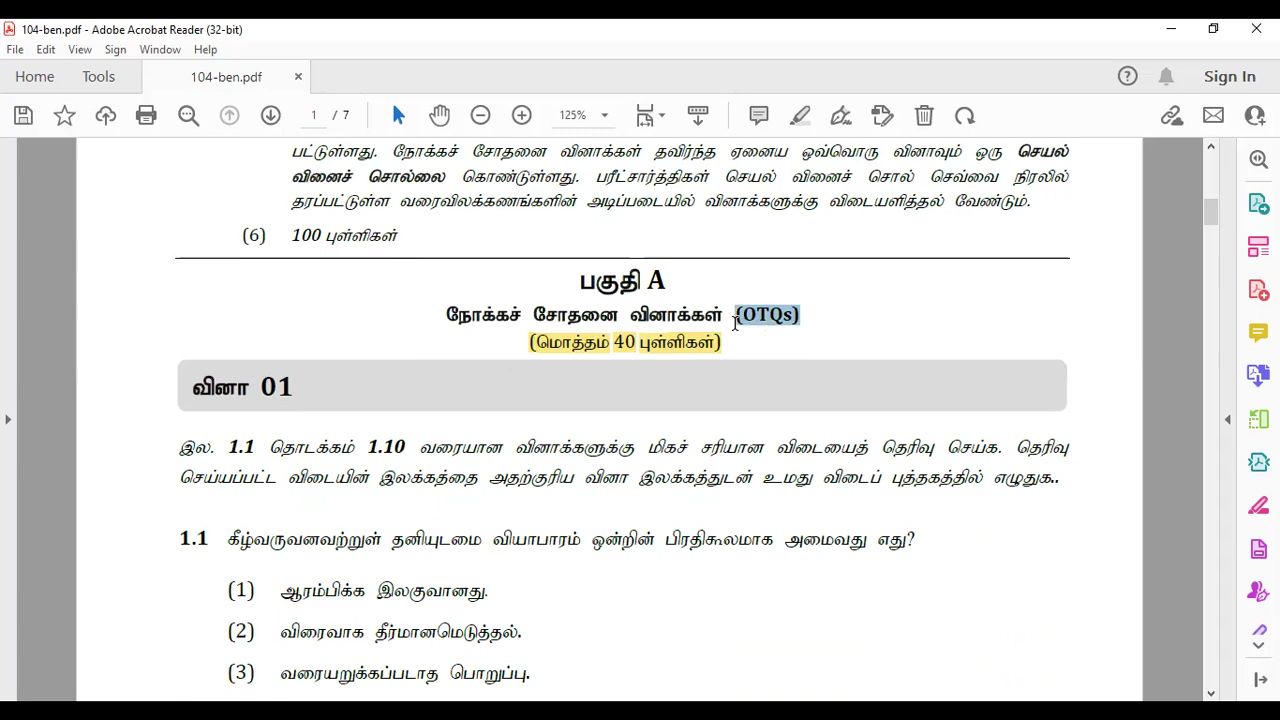 104-ben.pdf - Adobe Acrobat Reader (32-bit)
File Edit View Sign Window Help
Home Tools 104-ben.pdf × Sign In
1 / 7 125%
பட்டுள்ளது. நோக்கச் சோதனை வினாக்கள் தவிர்ந்த ஏனைய ஒவ்வொரு வினாவும் ஒரு செயல்
வினைச் சொல்லை கொண்டுள்ளது. பரீட்சார்த்திகள் செயல் வினைச் சொல் செவ்வை நிரலில்
தரப்பட்டுள்ள வரைவிலக்கணங்களின் அடிப்படையில் வினாக்களுக்கு விடையளித்தல் வேண்டும்.
(6) 100 புள்ளிகள்
பகுதி A
நோக்கச் சோதனை வினாக்கள் (OTQs)
(மொத்தம் 40 புள்ளிகள்)
வினா 01
இல. 1.1 தொடக்கம் 1.10 வரையான வினாக்களுக்கு மிகச் சரியான விடையைத் தெரிவு செய்க. தெரிவு
செய்யப்பட்ட விடையின் இலக்கத்தை அதற்குரிய வினா இலக்கத்துடன் உமது விடைப் புத்தகத்தில் எழுதுக..
1.1 கீழ்வருவனவற்றுள் தனியுடமை வியாபாரம் ஒன்றின் பிரதிகூலமாக அமைவது எது?
(1) ஆரம்பிக்க இலகுவானது.
(2) விரைவாக தீர்மானமெடுத்தல்.
(3) வரையறுக்கப்படாத பொறுப்பு.